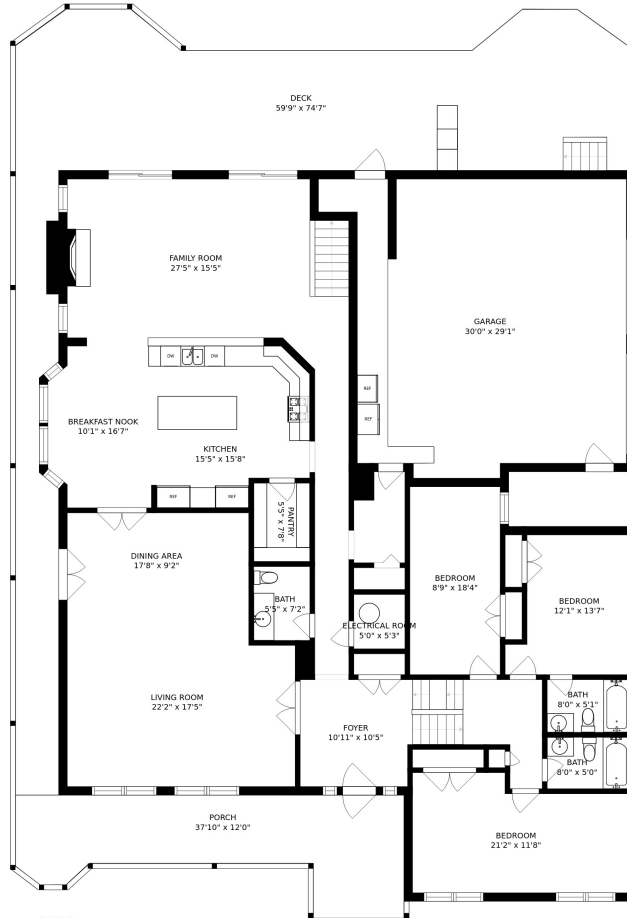 DECK
59'9" x 74'7"
FAMILY ROOM
27'5" x 15'5"
GARAGE
30'0" x 29'1"
DW
DW
REF
REF
BREAKFAST NOOK
10'1" x 16'7"
KITCHEN
15'5" x 15'8"
REF
REF
PANTRY
5'5" x 7'8"
DINING AREA
17'8" x 9'2"
BEDROOM
8'9" x 18'4"
BEDROOM
12'1" x 13'7"
BATH
5'5" x 7'2"
ELECTRICAL ROOM
5'0" x 5'3"
LIVING ROOM
22'2" x 17'5"
BATH
8'0" x 5'1"
FOYER
10'11" x 10'5"
BATH
8'0" x 5'0"
PORCH
37'10" x 12'0"
BEDROOM
21'2" x 11'8"